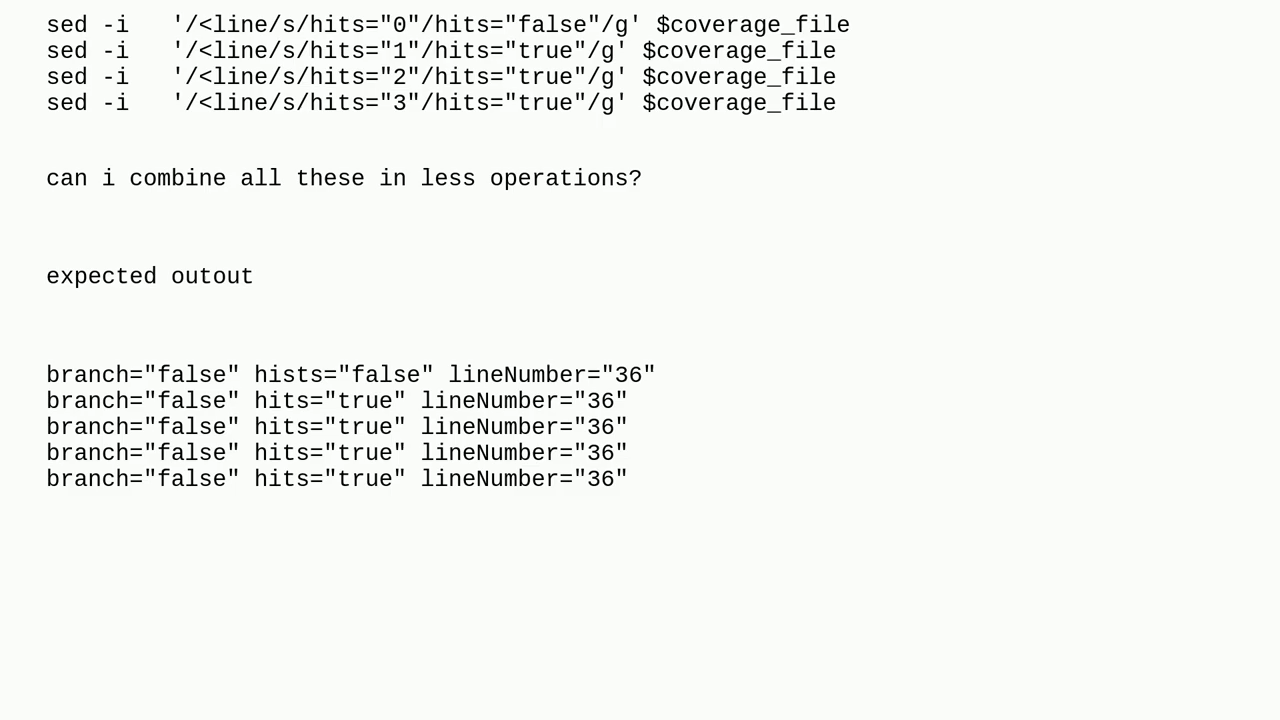 sed -i   '/<line/s/hits="0"/hits="false"/g' $coverage_file
sed -i   '/<line/s/hits="1"/hits="true"/g' $coverage_file
sed -i   '/<line/s/hits="2"/hits="true"/g' $coverage_file
sed -i   '/<line/s/hits="3"/hits="true"/g' $coverage_file
can i combine all these in less operations?
expected outout
branch="false" hists="false" lineNumber="36"
branch="false" hits="true" lineNumber="36"
branch="false" hits="true" lineNumber="36"
branch="false" hits="true" lineNumber="36"
branch="false" hits="true" lineNumber="36"